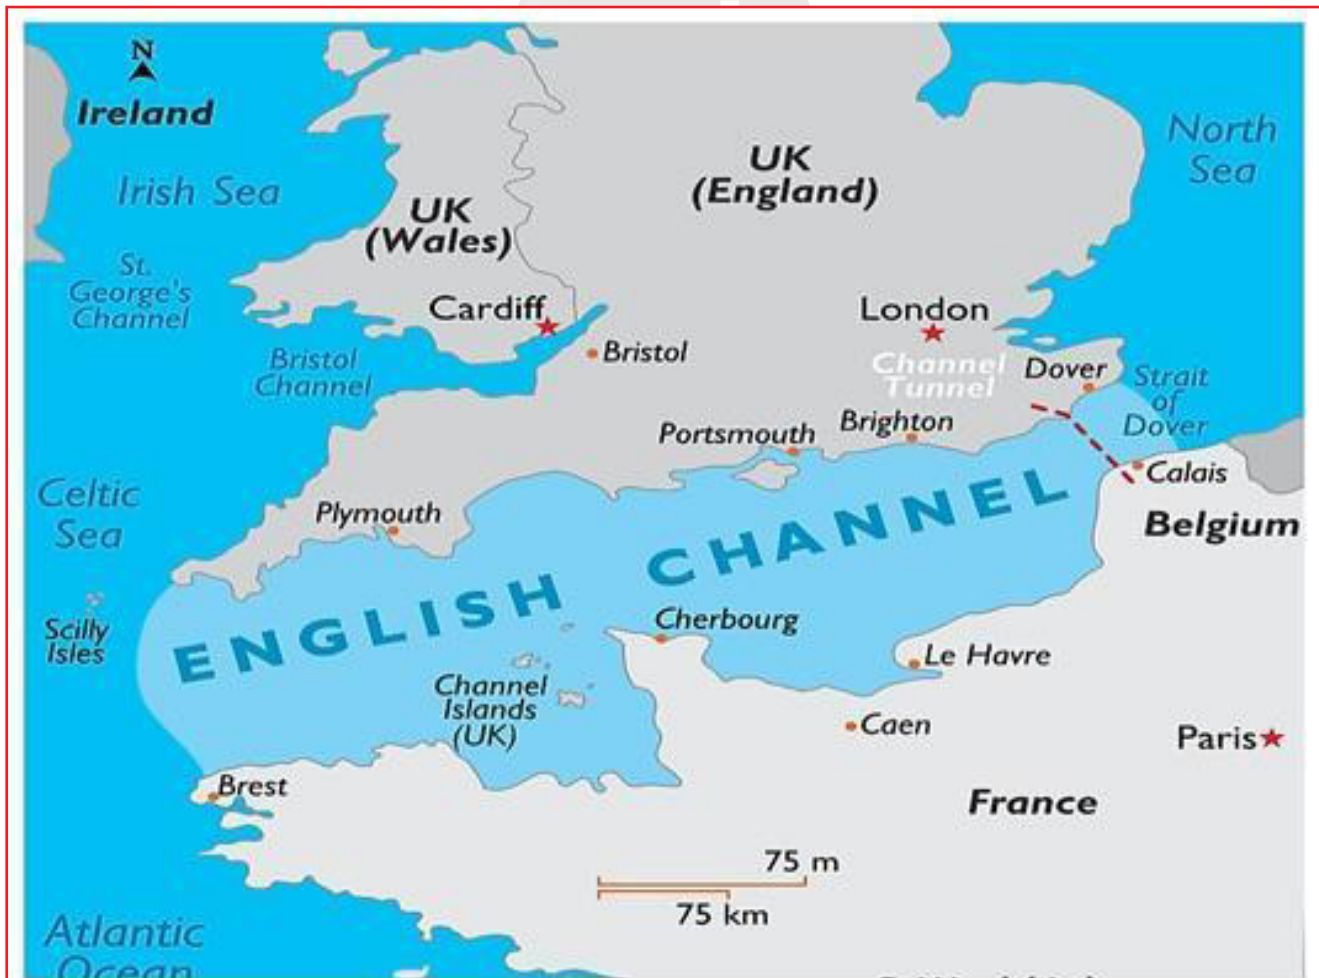 N
Ireland
Irish Sea
St.
George's
Channel
UK
(Wales)
UK
(England)
North
Sea
Cardiff
Bristol
Bristol
Channel
London
Channel
Tunnel
Dover
Strait
of
Dover
Portsmouth
Brighton
Calais
Belgium
Celtic
Sea
Plymouth
ENGLISH CHANNEL
Scilly
Isles
Cherbourg
Le Havre
Channel
Islands
(UK)
Caen
Paris
Brest
France
75 m
75 km
Atlantic
Ocean